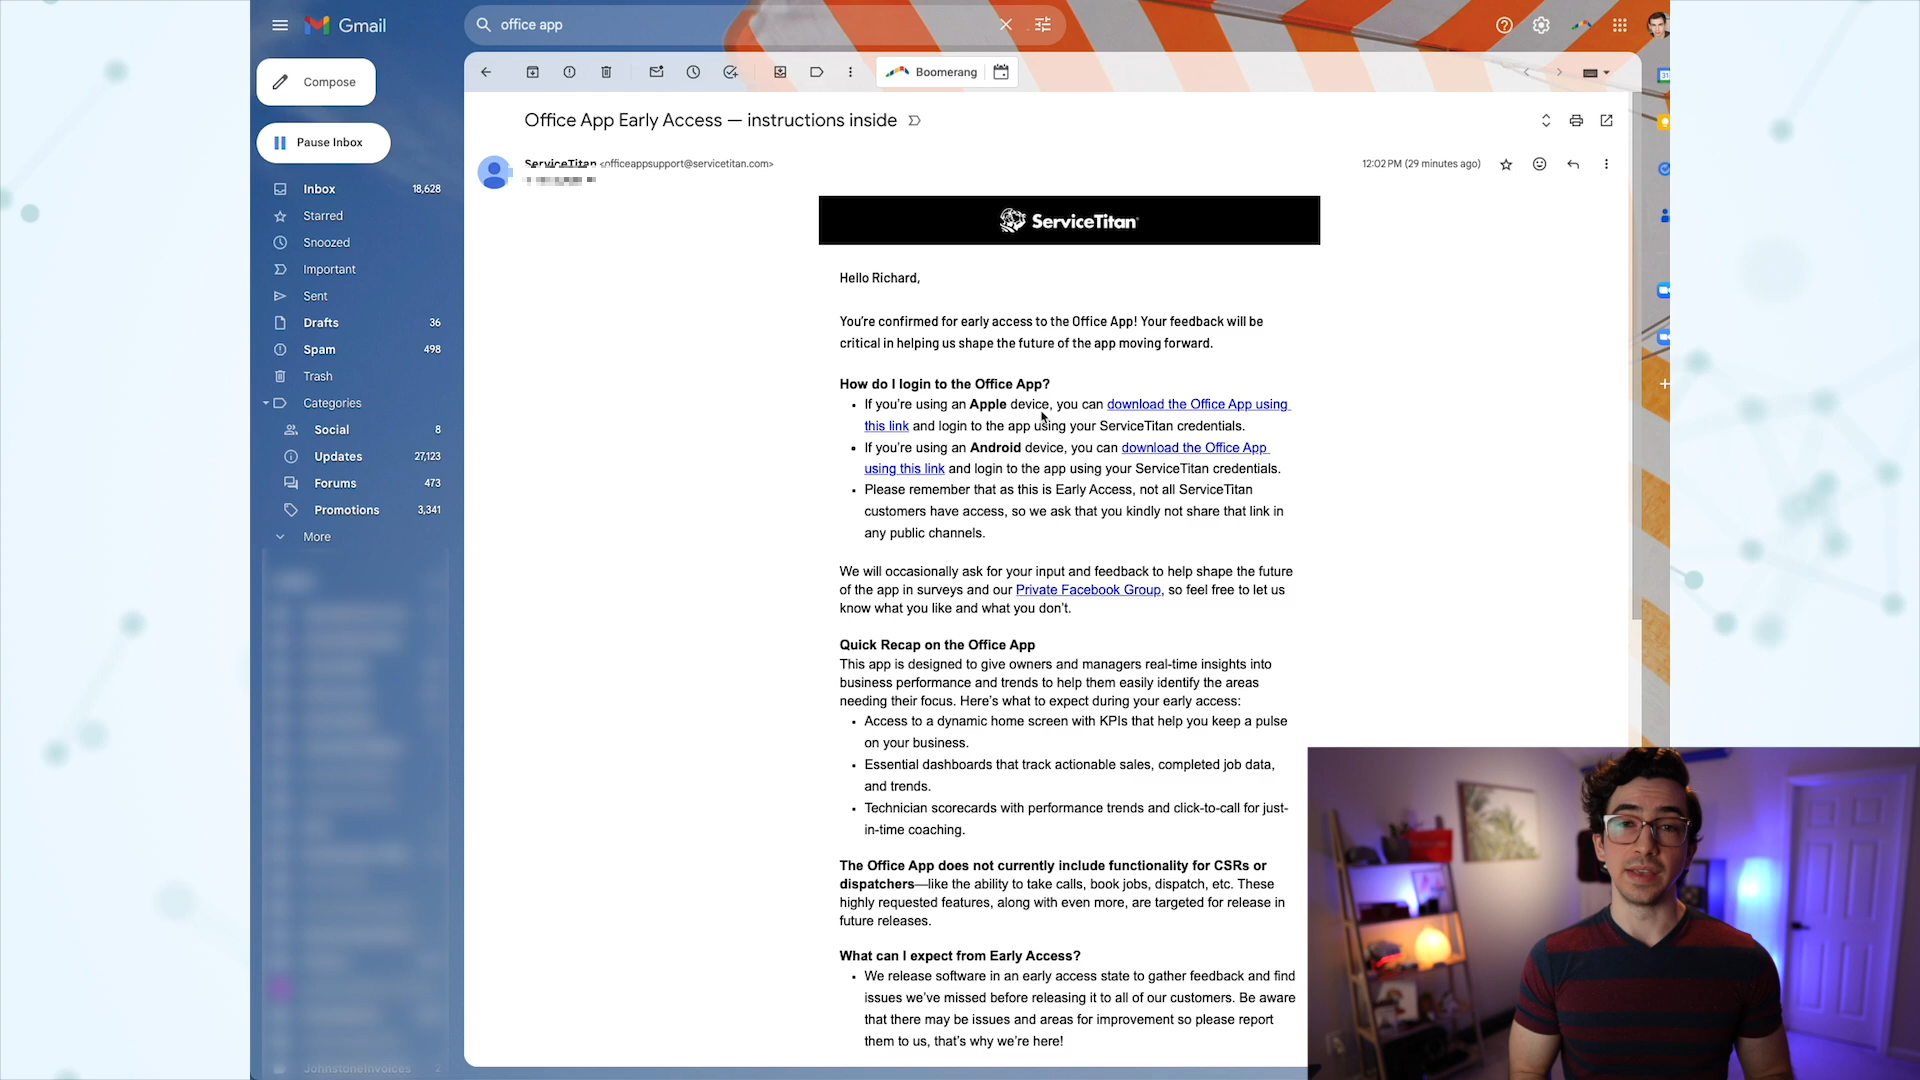 Gmail
office app
Compose
Boomerang
Pause Inbox
Office App Early Access — instructions inside
ServiceTitan <officeappsupport@servicetitan.com>
12:02 PM (29 minutes ago)
Inbox 18,628
Starred
Snoozed
Important
Sent
Drafts 36
Spam 498
Trash
Categories
Social 8
Updates 27,123
Forums 473
Promotions 3,341
More
JohnstoneInvoices 2
ServiceTitan
Hello Richard,
You're confirmed for early access to the Office App! Your feedback will be
critical in helping us shape the future of the app moving forward.
How do I login to the Office App?
• If you're using an Apple device, you can download the Office App using
this link and login to the app using your ServiceTitan credentials.
• If you're using an Android device, you can download the Office App
using this link and login to the app using your ServiceTitan credentials.
• Please remember that as this is Early Access, not all ServiceTitan
customers have access, so we ask that you kindly not share that link in
any public channels.
We will occasionally ask for your input and feedback to help shape the future
of the app in surveys and our Private Facebook Group, so feel free to let us
know what you like and what you don't.
Quick Recap on the Office App
This app is designed to give owners and managers real-time insights into
business performance and trends to help them easily identify the areas
needing their focus. Here's what to expect during your early access:
• Access to a dynamic home screen with KPIs that help you keep a pulse
on your business.
• Essential dashboards that track actionable sales, completed job data,
and trends.
• Technician scorecards with performance trends and click-to-call for just-
in-time coaching.
The Office App does not currently include functionality for CSRs or
dispatchers—like the ability to take calls, book jobs, dispatch, etc. These
highly requested features, along with even more, are targeted for release in
future releases.
What can I expect from Early Access?
• We release software in an early access state to gather feedback and find
issues we've missed before releasing it to all of our customers. Be aware
that there may be issues and areas for improvement so please report
them to us, that's why we're here!